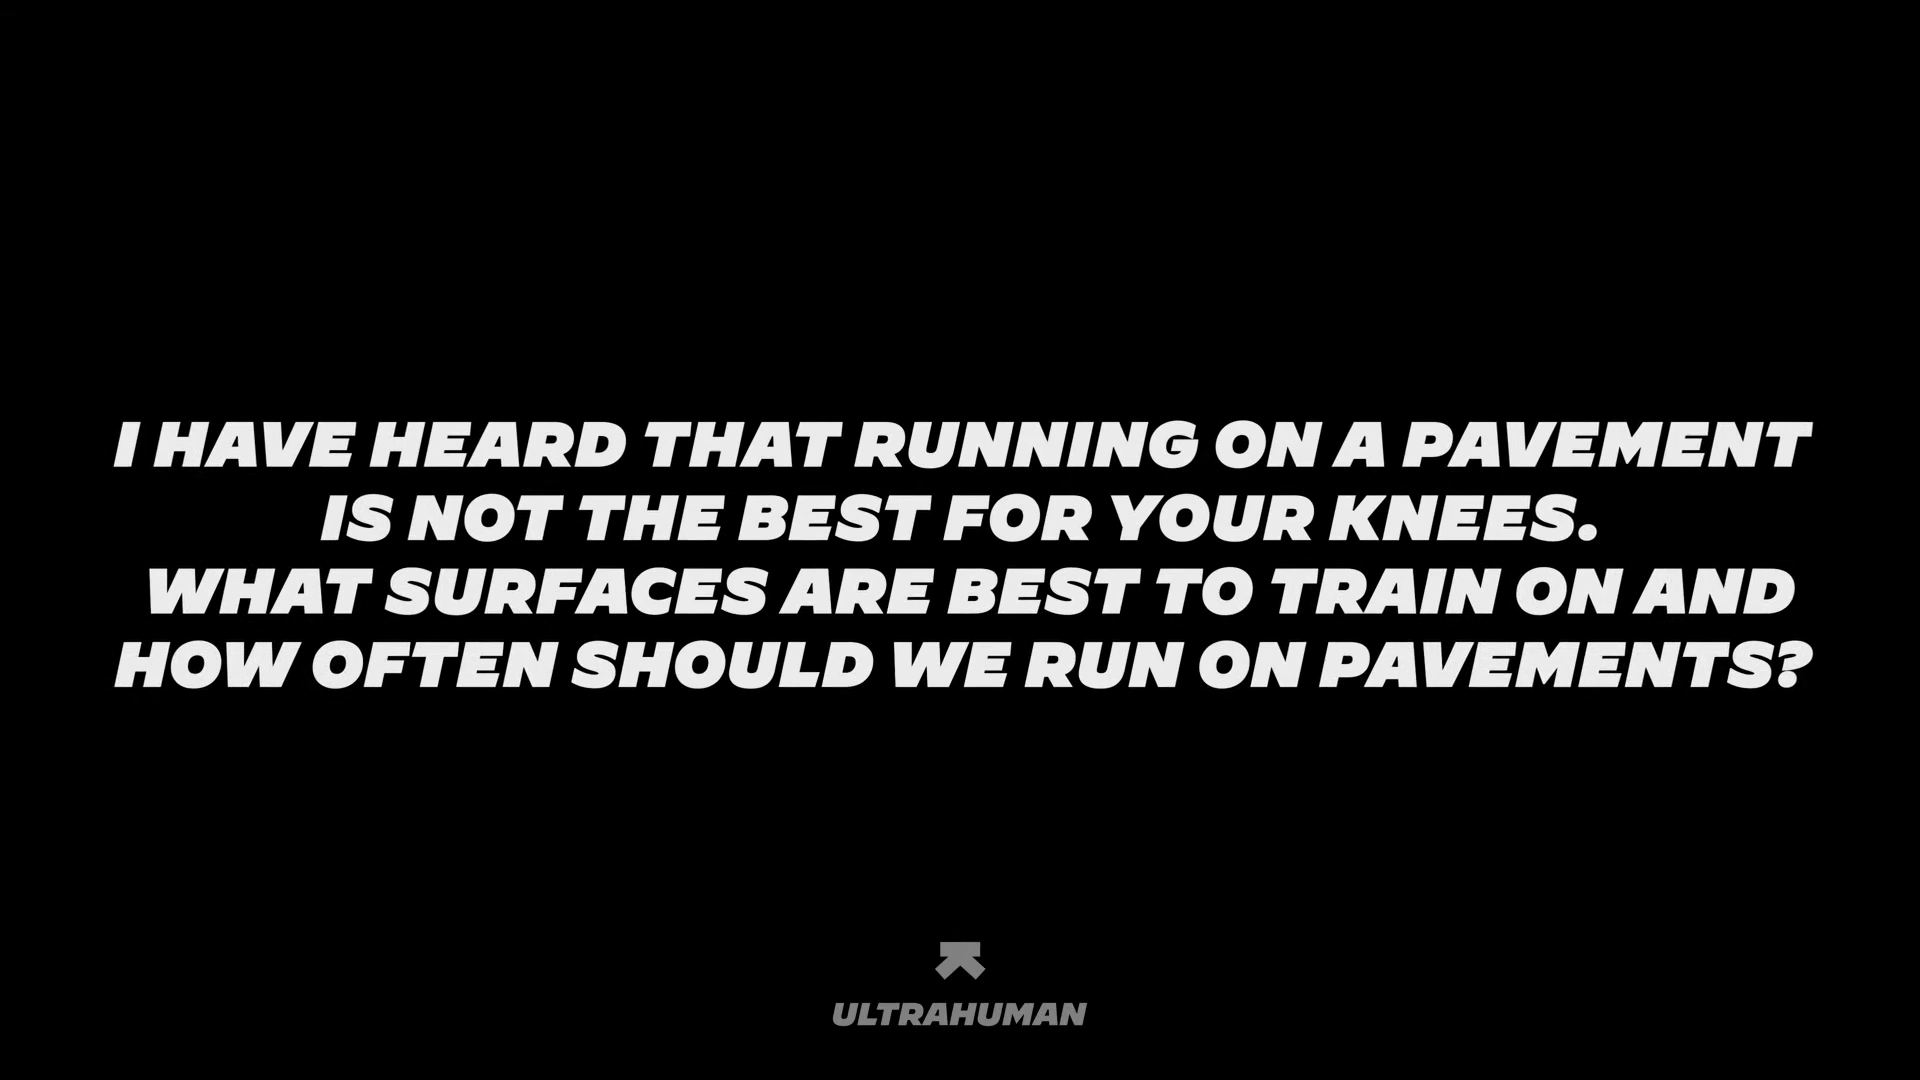 I HAVE HEARD THAT RUNNING ON A PAVEMENT
IS NOT THE BEST FOR YOUR KNEES.
WHAT SURFACES ARE BEST TO TRAIN ON AND
HOW OFTEN SHOULD WE RUN ON PAVEMENTS?
ULTRAHUMAN